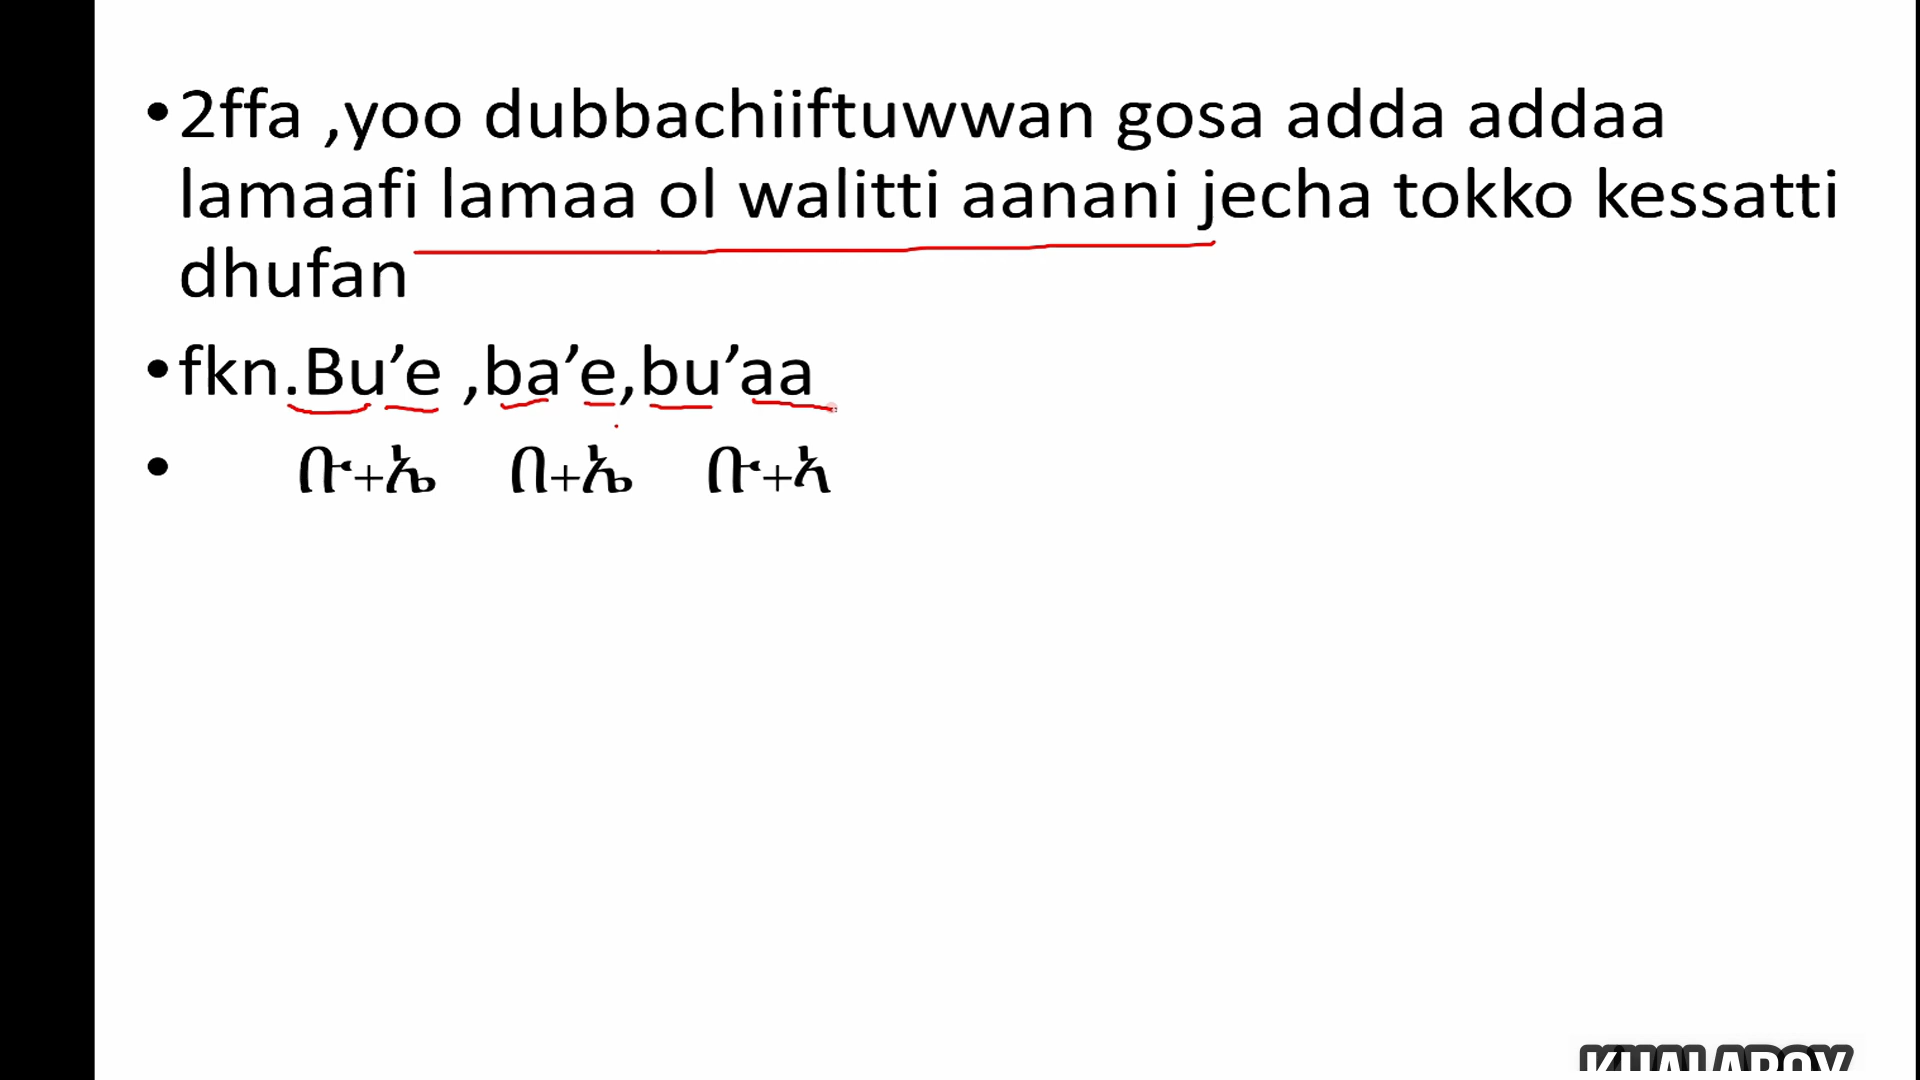 •2ffa ,yoo dubbachiiftuwwan gosa adda addaa
lamaafi lamaa ol walitti aanani jecha tokko kessatti
dhufan
•fkn.Bu’e ,ba’e,bu’aa
• ቡ+ኤ በ+ኤ ቡ+ኣ